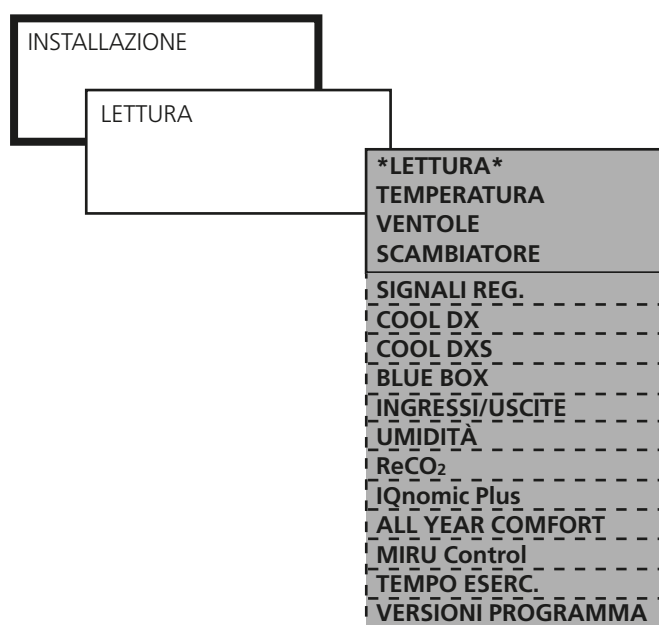 INSTALLAZIONE
LETTURA
*LETTURA*
TEMPERATURA
VENTOLE
SCAMBIATORE
SIGNALI REG.
COOL DX
COOL DXS
BLUE BOX
INGRESSI/USCITE
UMIDITÀ
ReCO₂
IQnomic Plus
ALL YEAR COMFORT
MIRU Control
TEMPO ESERC.
VERSIONI PROGRAMMA